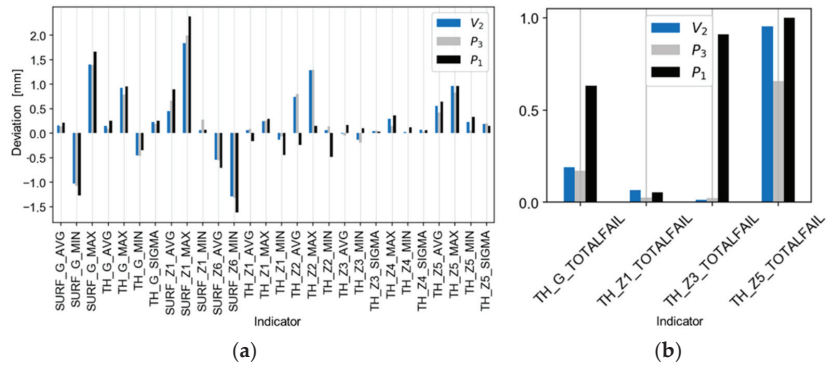 2.0
1.5
1.0
0.5
0.0
−0.5
−1.0
−1.5
Deviation [mm]
V2
P3
P1
SURF_G_AVG
SURF_G_MIN
SURF_G_MAX
TH_G_AVG
TH_G_MAX
TH_G_MIN
TH_G_SIGMA
SURF_Z1_AVG
SURF_Z1_MAX
SURF_Z1_MIN
SURF_Z6_AVG
SURF_Z6_MIN
TH_Z1_AVG
TH_Z1_MAX
TH_Z1_MIN
TH_Z2_AVG
TH_Z2_MAX
TH_Z2_MIN
TH_Z3_AVG
TH_Z3_MIN
TH_Z3_SIGMA
TH_Z4_MAX
TH_Z4_MIN
TH_Z4_SIGMA
TH_Z5_AVG
TH_Z5_MAX
TH_Z5_MIN
TH_Z5_SIGMA
Indicator
(a)
1.0
0.5
0.0
V2
P3
P1
TH_G_TOTALFAIL
TH_Z1_TOTALFAIL
TH_Z3_TOTALFAIL
TH_Z5_TOTALFAIL
Indicator
(b)